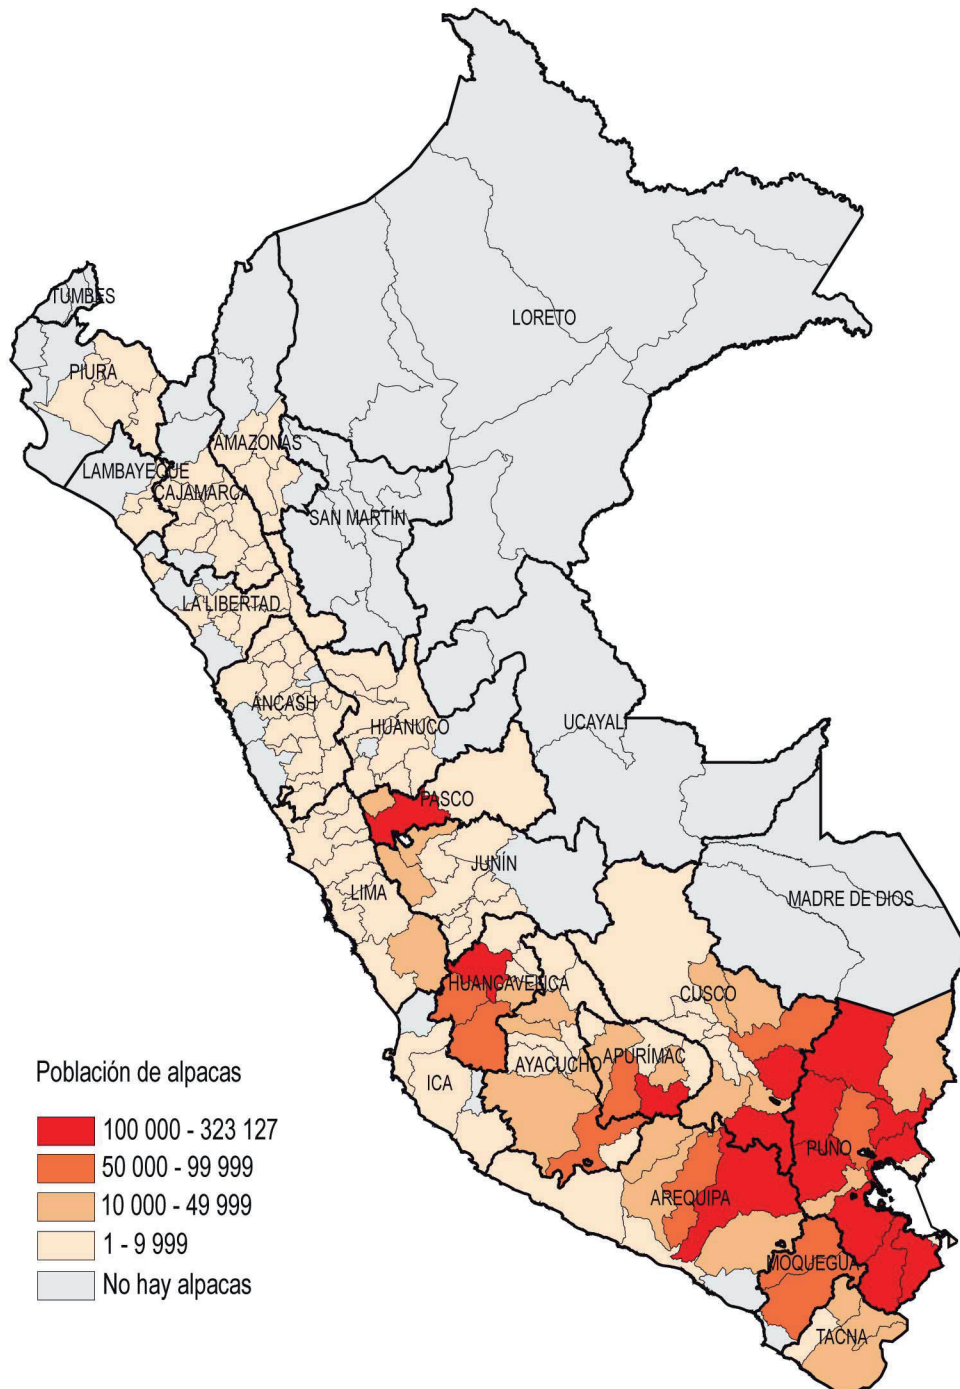 LORETO
TUMBES
PIURA
AMAZONAS
LAMBAYEQUE
CAJAMARCA
SAN MARTÍN
LA LIBERTAD
ÁNCASH
HUÁNUCO
UCAYALI
PASCO
JUNÍN
LIMA
MADRE DE DIOS
HUANCAVELICA
CUSCO
AYACUCHO
APURÍMAC
ICA
PUNO
AREQUIPA
MOQUEGUA
TACNA
Población de alpacas
100 000 - 323 127
50 000 - 99 999
10 000 - 49 999
1 - 9 999
No hay alpacas